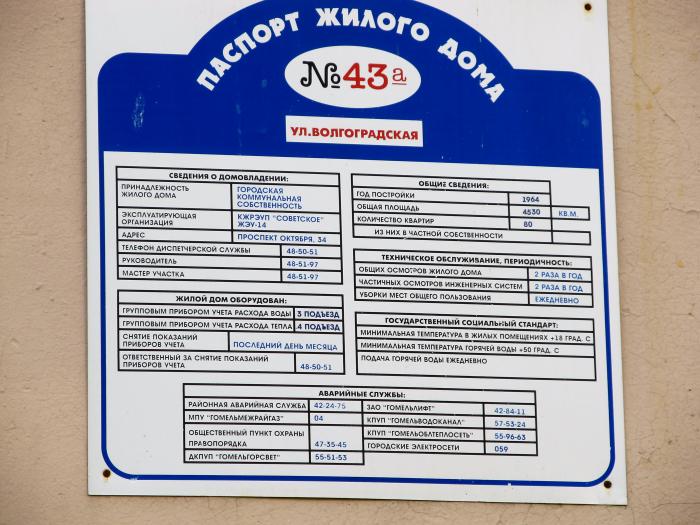 ПАСПОРТ ЖИЛОГО ДОМА
№43а
УЛ.ВОЛГОГРАДСКАЯ
СВЕДЕНИЯ О ДОМОВЛАДЕНИИ:
ПРИНАДЛЕЖНОСТЬ ЖИЛОГО ДОМА
ГОРОДСКАЯ КОММУНАЛЬНАЯ СОБСТВЕННОСТЬ
ЭКСПЛУАТИРУЮЩАЯ ОРГАНИЗАЦИЯ
КЖРЭУП "СОВЕТСКОЕ" ЖЭУ-14
АДРЕС ПРОСПЕКТ ОКТЯБРЯ, 34
ТЕЛЕФОН ДИСПЕТЧЕРСКОЙ СЛУЖБЫ 48-50-51
РУКОВОДИТЕЛЬ 48-51-97
МАСТЕР УЧАСТКА 48-51-97
ЖИЛОЙ ДОМ ОБОРУДОВАН:
ГРУППОВЫМ ПРИБОРОМ УЧЕТА РАСХОДА ВОДЫ 3 ПОДЪЕЗД
ГРУППОВЫМ ПРИБОРОМ УЧЕТА РАСХОДА ТЕПЛА 4 ПОДЪЕЗД
СНЯТИЕ ПОКАЗАНИЙ ПРИБОРОВ УЧЕТА
ПОСЛЕДНИЙ ДЕНЬ МЕСЯЦА
ОТВЕТСТВЕННЫЙ ЗА СНЯТИЕ ПОКАЗАНИЙ ПРИБОРОВ УЧЕТА
48-50-51
ОБЩИЕ СВЕДЕНИЯ:
ГОД ПОСТРОЙКИ 1964
ОБЩАЯ ПЛОЩАДЬ 4530 КВ.М.
КОЛИЧЕСТВО КВАРТИР 80
ИЗ НИХ В ЧАСТНОЙ СОБСТВЕННОСТИ
ТЕХНИЧЕСКОЕ ОБСЛУЖИВАНИЕ, ПЕРИОДИЧНОСТЬ:
ОБЩИХ ОСМОТРОВ ЖИЛОГО ДОМА 2 РАЗА В ГОД
ЧАСТИЧНЫХ ОСМОТРОВ ИНЖЕНЕРНЫХ СИСТЕМ 2 РАЗА В ГОД
УБОРКИ МЕСТ ОБЩЕГО ПОЛЬЗОВАНИЯ ЕЖЕДНЕВНО
ГОСУДАРСТВЕННЫЙ СОЦИАЛЬНЫЙ СТАНДАРТ:
МИНИМАЛЬНАЯ ТЕМПЕРАТУРА В ЖИЛЫХ ПОМЕЩЕНИЯХ +18 ГРАД. С
МИНИМАЛЬНАЯ ТЕМПЕРАТУРА ГОРЯЧЕЙ ВОДЫ +50 ГРАД. С
ПОДАЧА ГОРЯЧЕЙ ВОДЫ ЕЖЕДНЕВНО
АВАРИЙНЫЕ СЛУЖБЫ:
РАЙОННАЯ АВАРИЙНАЯ СЛУЖБА 42-24-75
МПУ "ГОМЕЛЬМЕЖРАЙГАЗ" 04
ОБЩЕСТВЕННЫЙ ПУНКТ ОХРАНЫ
ПРАВОПОРЯДКА 47-35-45
ДКПУП "ГОМЕЛЬГОРСВЕТ" 55-51-53
ЗАО "ГОМЕЛЬЛИФТ" 42-84-11
КПУП "ГОМЕЛЬВОДОКАНАЛ" 57-53-24
КПУП "ГОМЕЛЬОБЛТЕПЛОСЕТЬ" 55-96-63
ГОРОДСКИЕ ЭЛЕКТРОСЕТИ 059